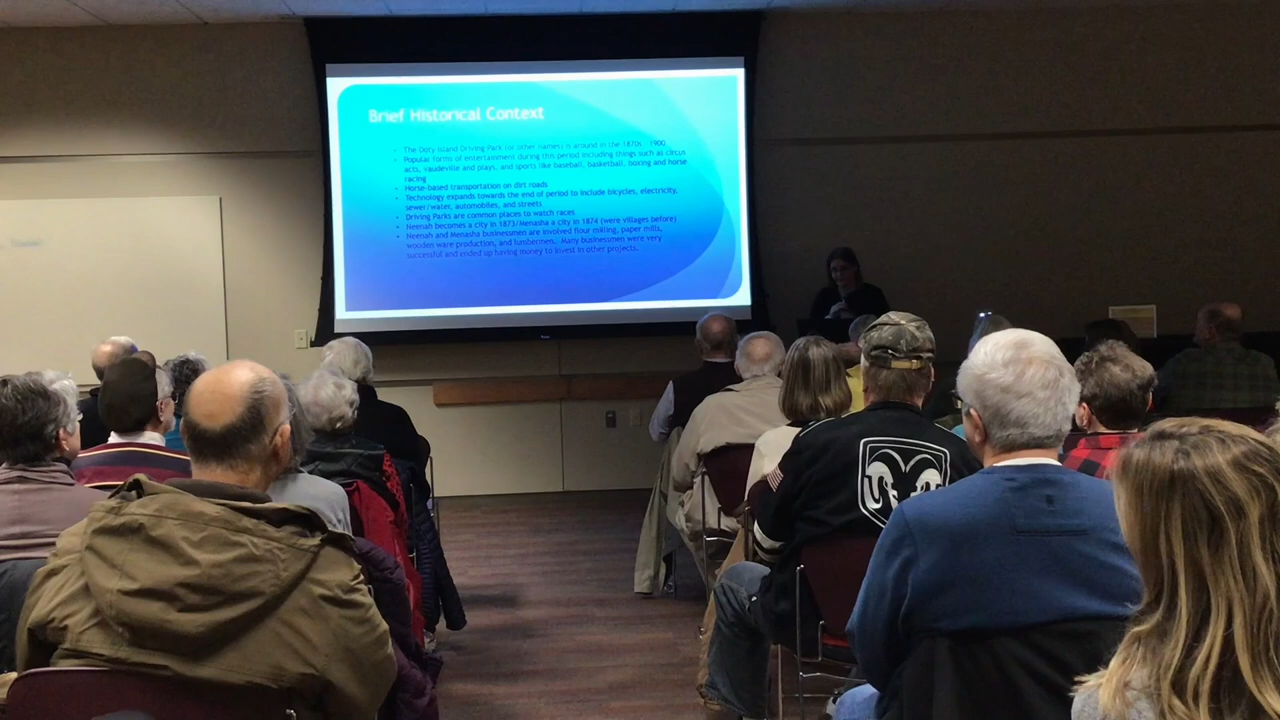 Brief Historical Context
• The Doty Island Driving Park (or other names) is around in the 1870s - 1900
• Popular forms of entertainment during this period including things such as circus
acts, vaudeville and plays, and sports like baseball, basketball, boxing and horse
racing
• Horse-based transportation on dirt roads
• Technology expands towards the end of period to include bicycles, electricity,
sewer/water, automobiles, and streets
• Driving Parks are common places to watch races
• Neenah becomes a city in 1873/Menasha a city in 1874 (were villages before)
• Neenah and Menasha businessmen are involved flour milling, paper mills,
wooden ware production, and lumbermen. Many businessmen were very
successful and ended up having money to invest in other projects.